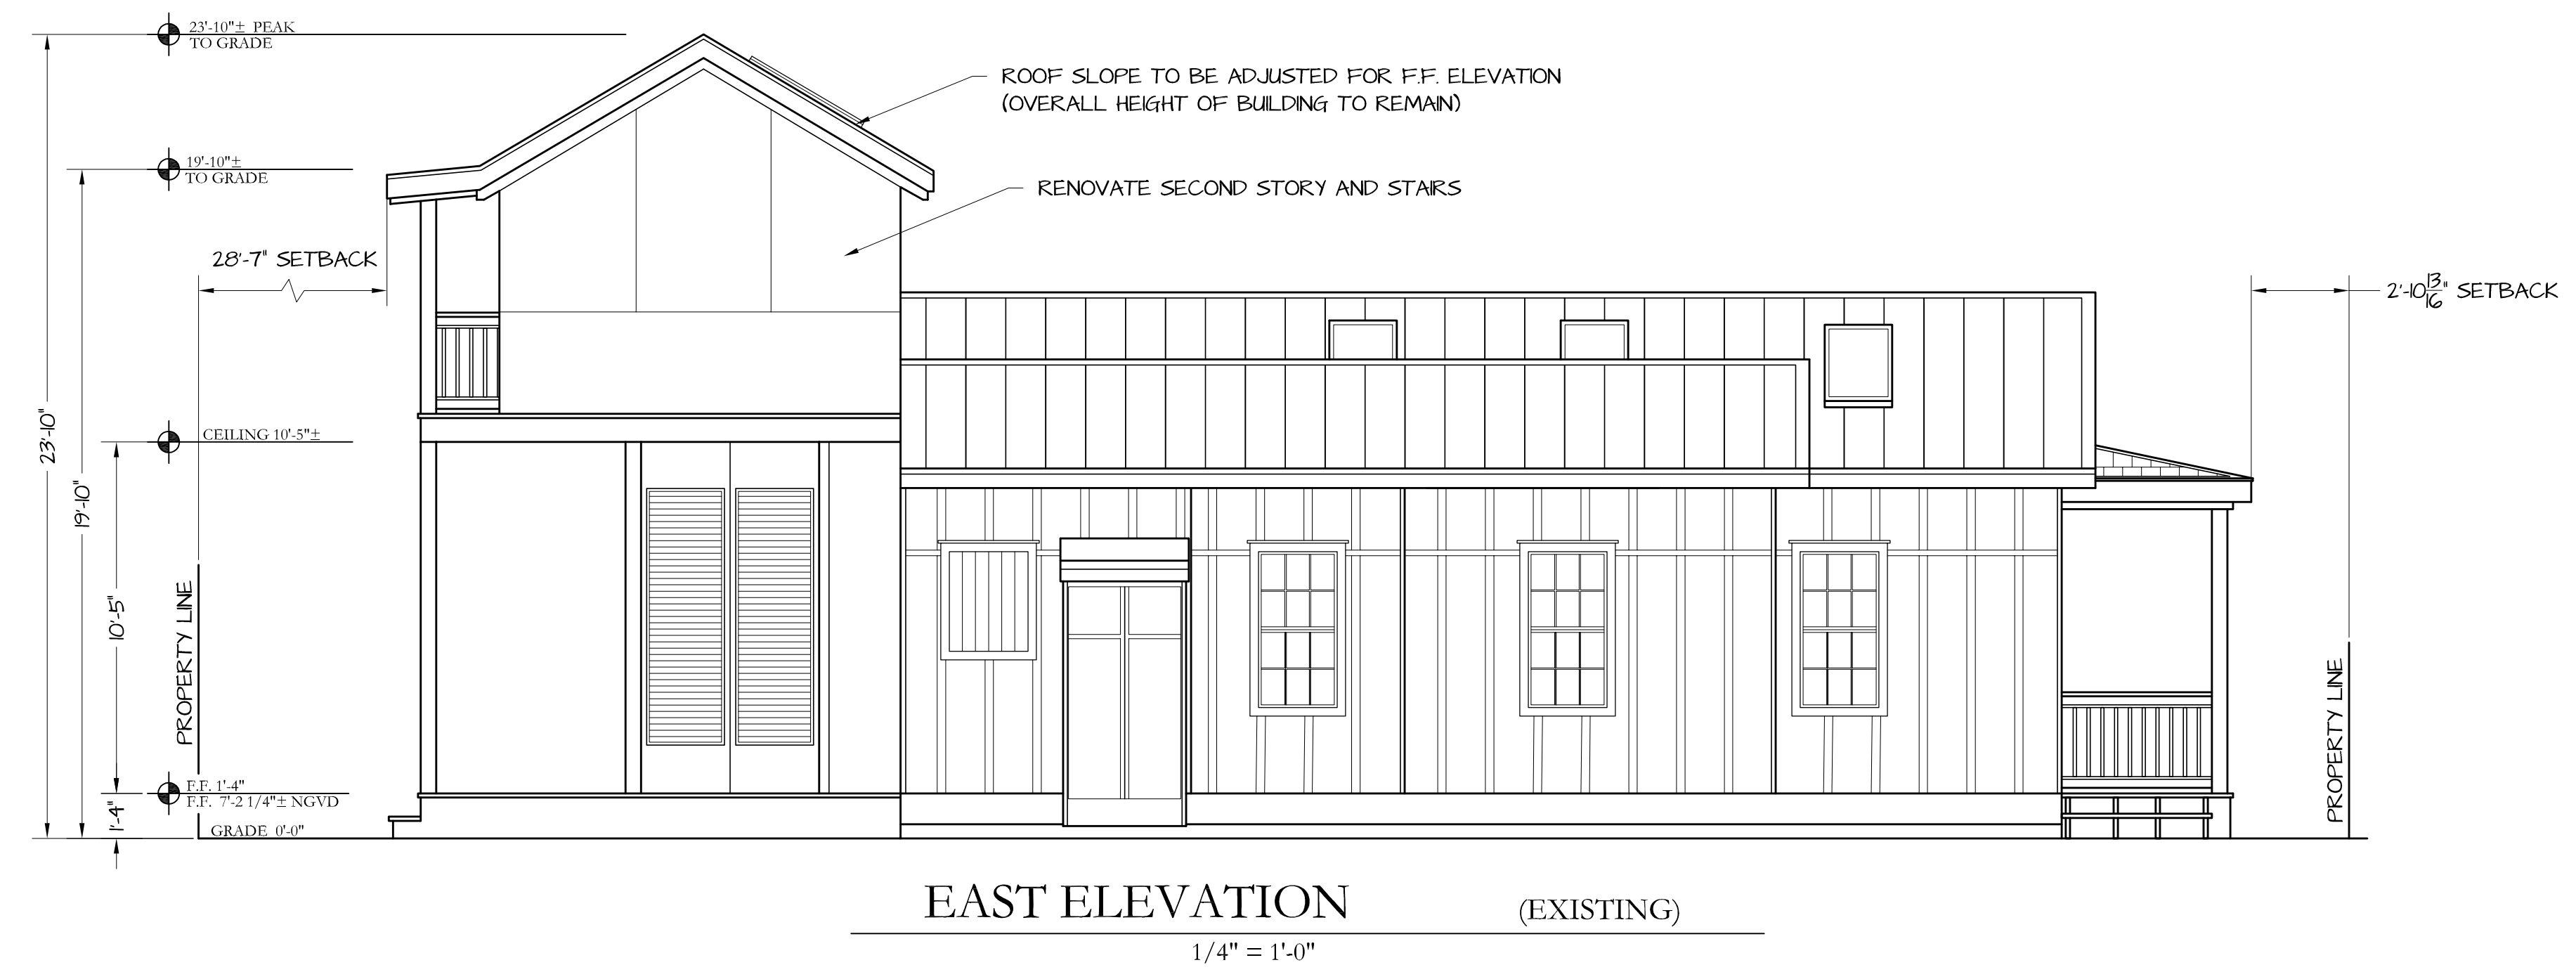 23'-10"± PEAK
TO GRADE
ROOF SLOPE TO BE ADJUSTED FOR F.F. ELEVATION
(OVERALL HEIGHT OF BUILDING TO REMAIN)
19'-10"±
TO GRADE
RENOVATE SECOND STORY AND STAIRS
28'-7" SETBACK
2'-10 13/16" SETBACK
23'-10"
CEILING 10'-5"±
19'-10"
10'-5"
PROPERTY LINE
PROPERTY LINE
F.F. 1'-4"
F.F. 7'-2 1/4"± NGVD
1'-4"
GRADE 0'-0"
EAST ELEVATION (EXISTING)
1/4" = 1'-0"